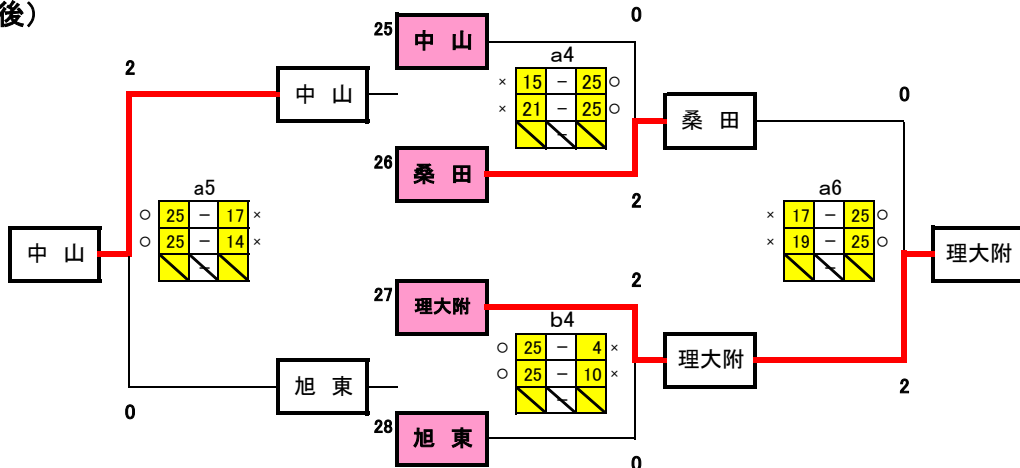 後）
25 中 山 0
a4
× 15 － 25 ○
× 21 － 25 ○
－
2
中 山
桑 田
0
26 桑 田
2
a5
○ 25 － 17 ×
○ 25 － 14 ×
－
a6
× 17 － 25 ○
× 19 － 25 ○
－
中 山
理大附
27 理大附
2
b4
○ 25 － 4 ×
○ 25 － 10 ×
－
旭 東
理大附
0
2
28 旭 東
0